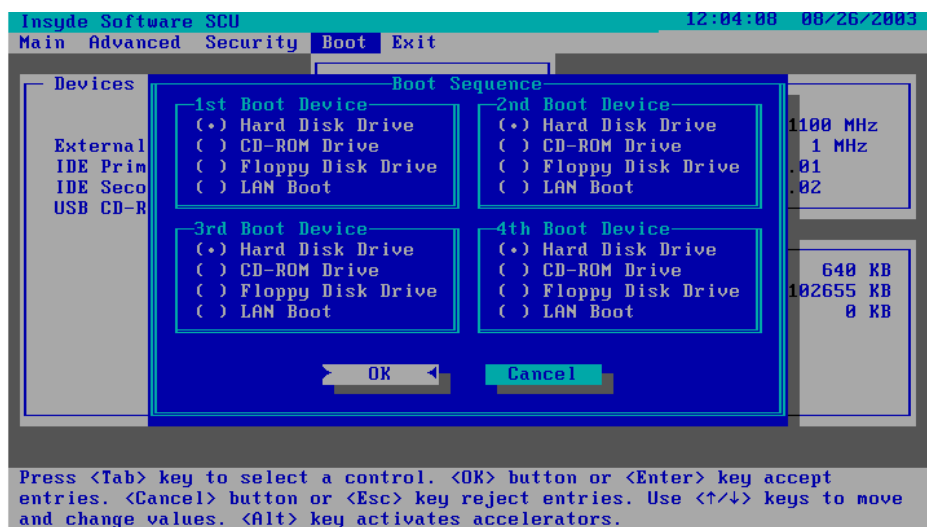 Insyde Software SCU 12:04:08 08/26/2003
Main Advanced Security Boot Exit
Devices
Boot Sequence
1st Boot Device
(•) Hard Disk Drive
( ) CD-ROM Drive
( ) Floppy Disk Drive
( ) LAN Boot
2nd Boot Device
(•) Hard Disk Drive
( ) CD-ROM Drive
( ) Floppy Disk Drive
( ) LAN Boot
External
IDE Prim
IDE Seco
USB CD-R
1100 MHz
1 MHz
.01
.02
3rd Boot Device
(•) Hard Disk Drive
( ) CD-ROM Drive
( ) Floppy Disk Drive
( ) LAN Boot
4th Boot Device
(•) Hard Disk Drive
( ) CD-ROM Drive
( ) Floppy Disk Drive
( ) LAN Boot
640 KB
102655 KB
0 KB
OK
Cancel
Press <Tab> key to select a control. <OK> button or <Enter> key accept
entries. <Cancel> button or <Esc> key reject entries. Use <↑/↓> keys to move
and change values. <Alt> key activates accelerators.